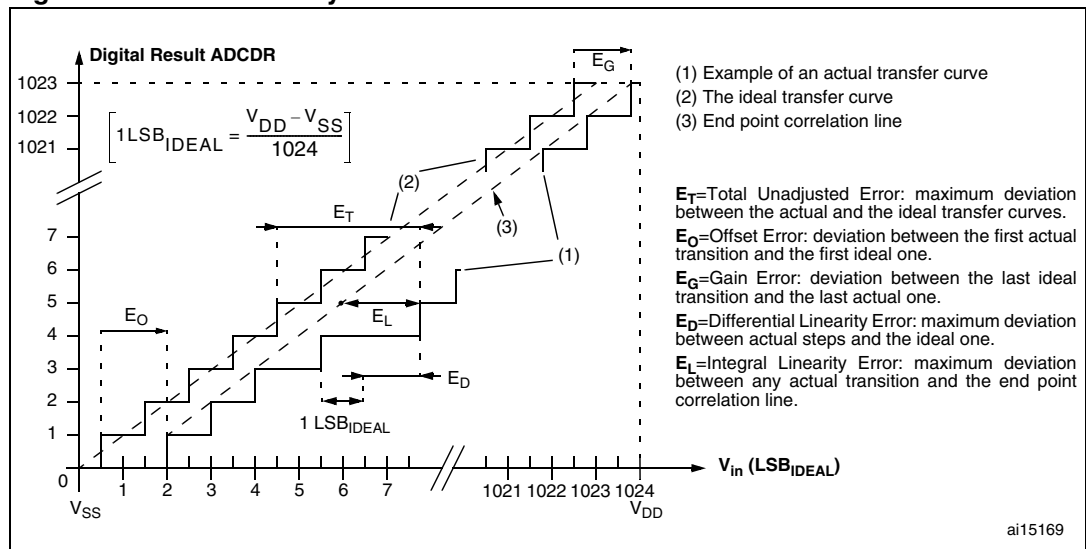 Digital Result ADCDR
1023
1022
1021
7
6
5
4
3
2
1
0
1LSB_IDEAL = (V_DD – V_SS) / 1024
E_G
(2)
E_T
(3)
(1)
E_O
E_L
E_D
1 LSB_IDEAL
1 2 3 4 5 6 7 1021 1022 1023 1024
V_in (LSB_IDEAL)
V_SS
V_DD
(1) Example of an actual transfer curve
(2) The ideal transfer curve
(3) End point correlation line
E_T=Total Unadjusted Error: maximum deviation
between the actual and the ideal transfer curves.
E_O=Offset Error: deviation between the first actual
transition and the first ideal one.
E_G=Gain Error: deviation between the last ideal
transition and the last actual one.
E_D=Differential Linearity Error: maximum deviation
between actual steps and the ideal one.
E_L=Integral Linearity Error: maximum deviation
between any actual transition and the end point
correlation line.
ai15169